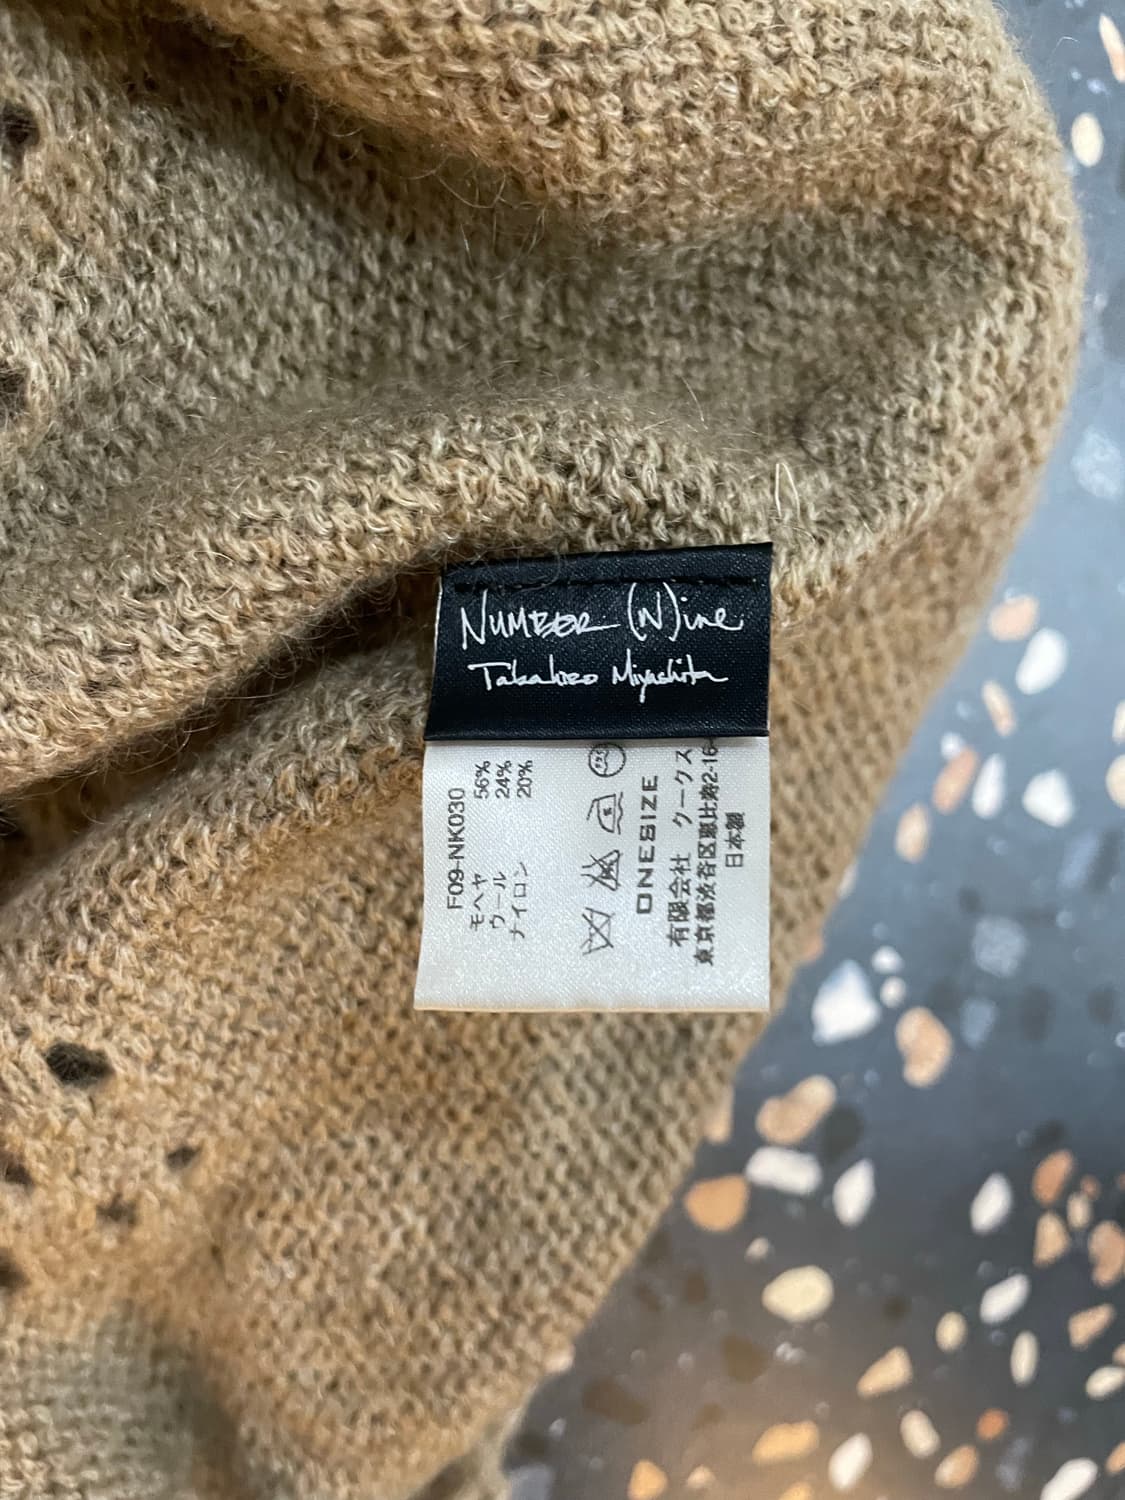 NUMBER (N)ine
Takahiro Miyashita
F09-NK030
モヘヤ 56%
ウール 24%
ナイロン 20%
ONESIZE
有限会社 クークス
東京都渋谷区恵比寿2-16-
日本製